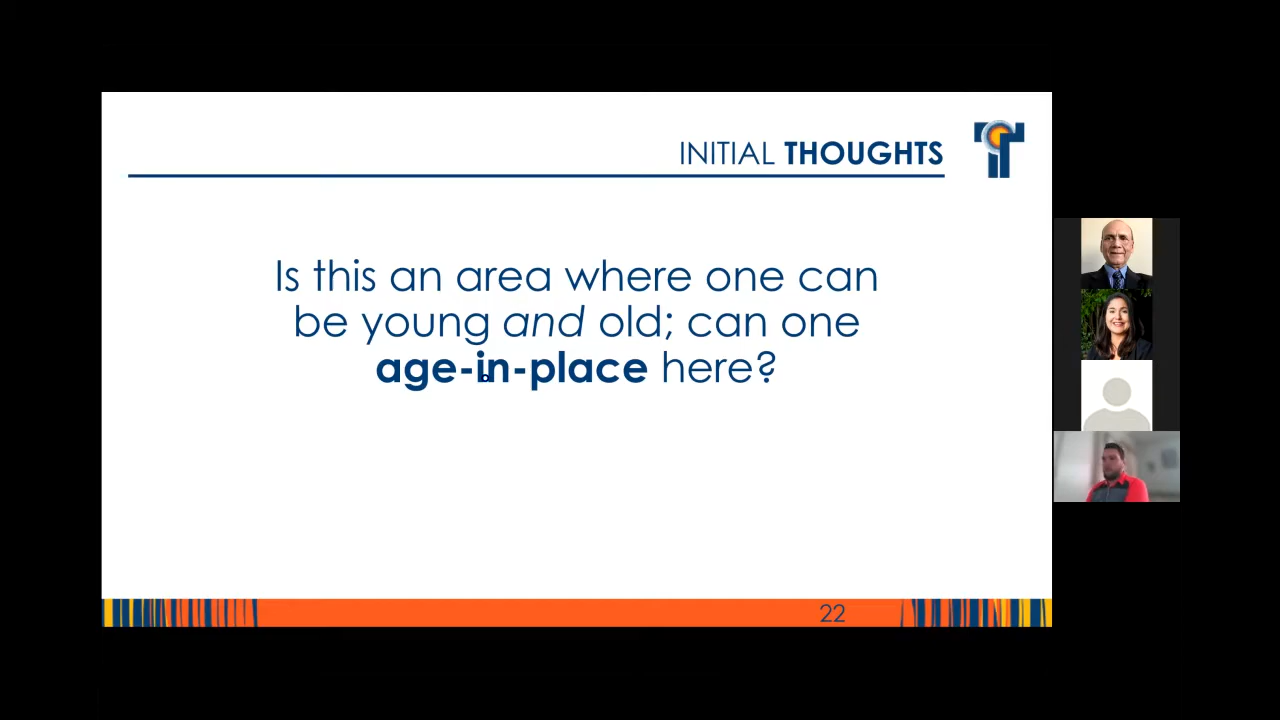 INITIAL THOUGHTS
Is this an area where one can
be young and old; can one
age-in-place here?
22